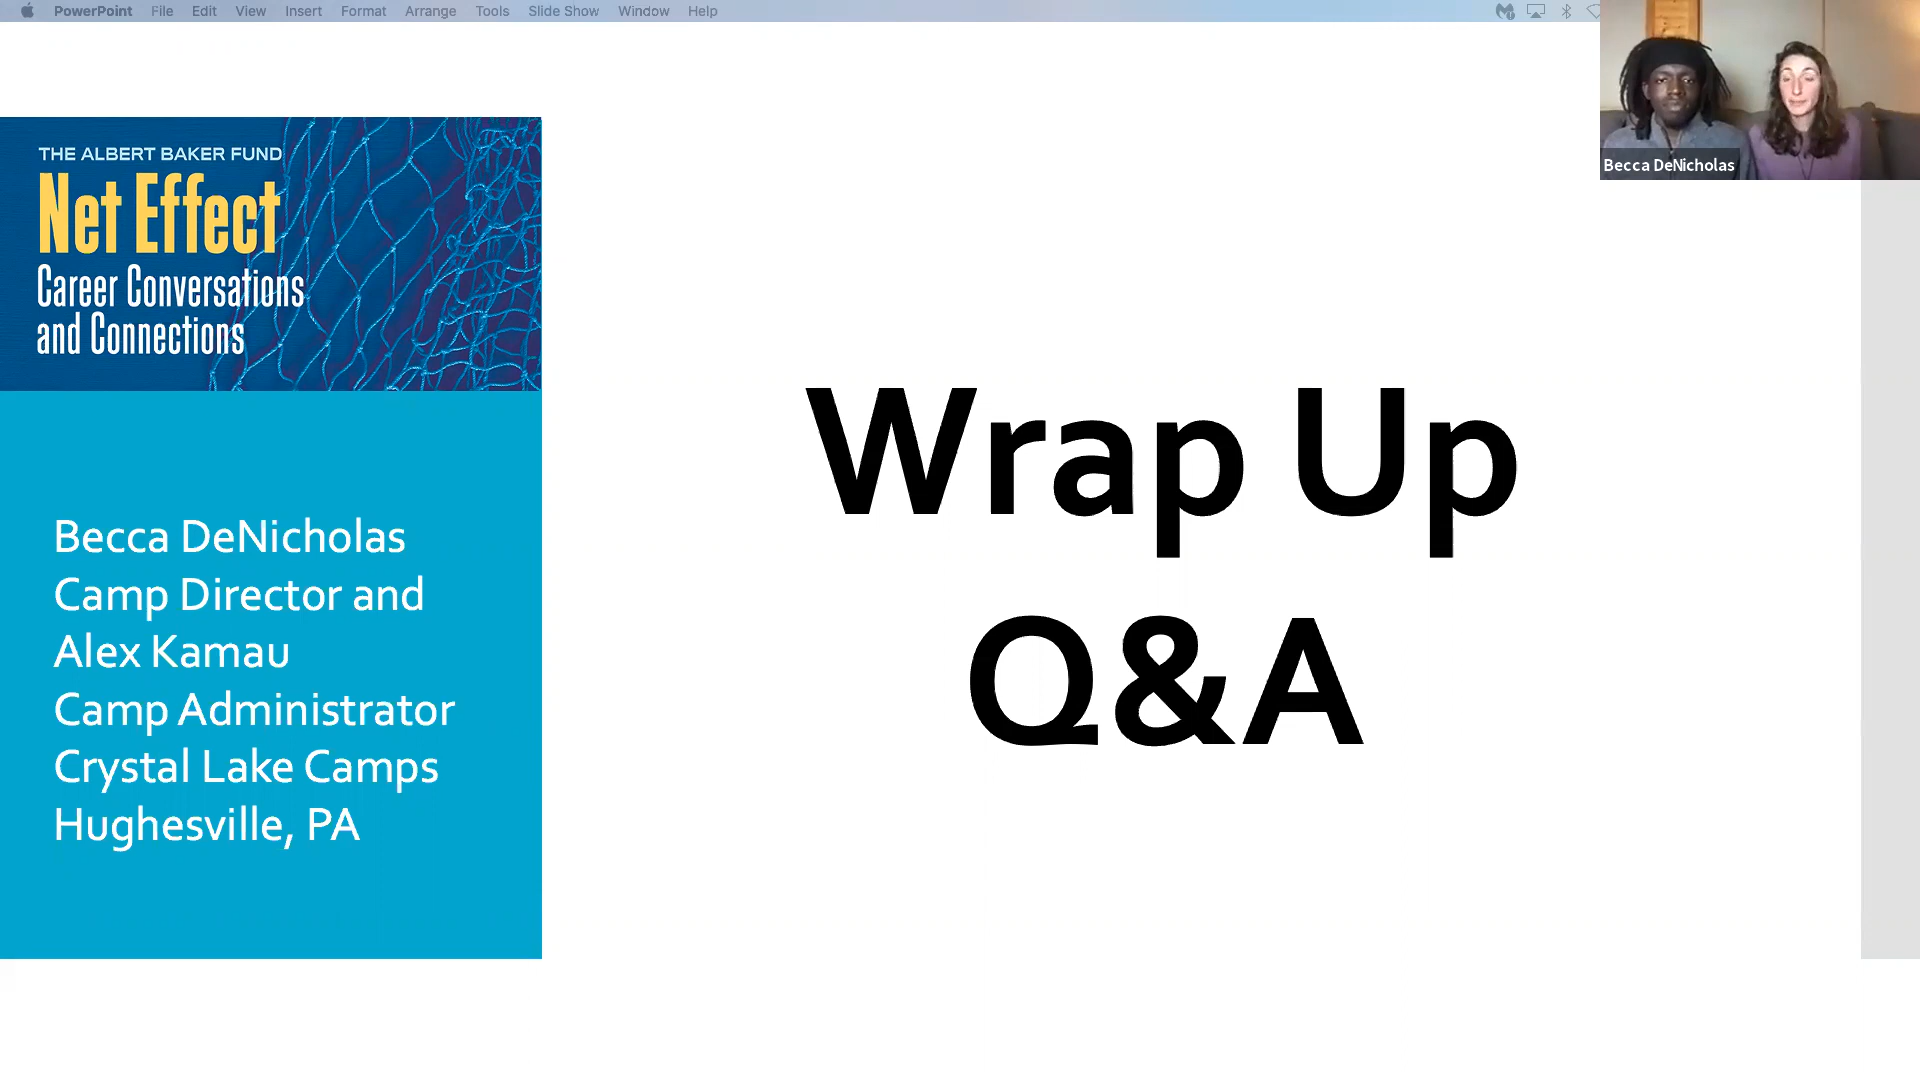 PowerPoint File Edit View Insert Format Arrange Tools Slide Show Window Help
Becca DeNicholas
THE ALBERT BAKER FUND
Net Effect
Career Conversations
and Connections
Becca DeNicholas
Camp Director and
Alex Kamau
Camp Administrator
Crystal Lake Camps
Hughesville, PA
Wrap Up
Q&A